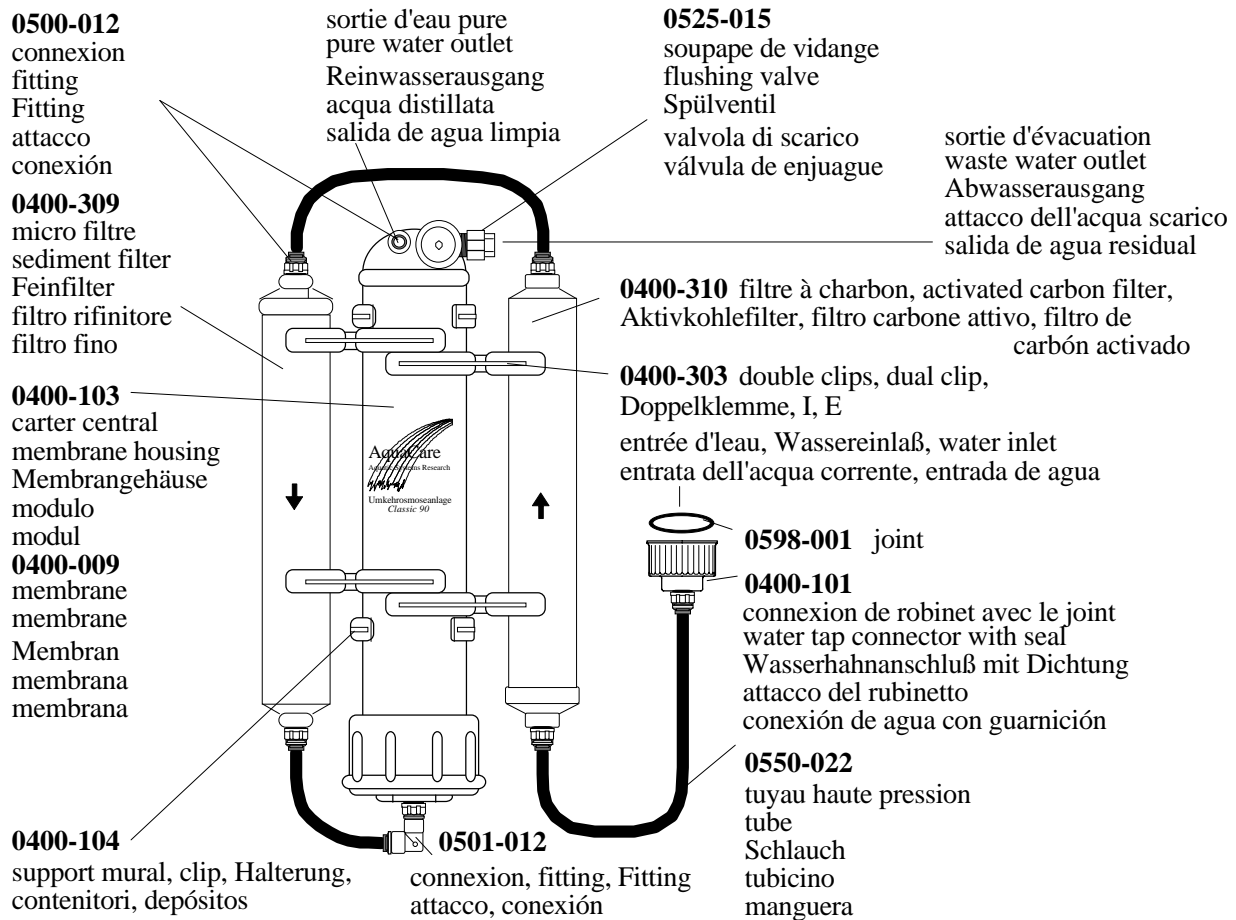 0500-012
connexion
fitting
Fitting
attacco
conexión
sortie d'eau pure
pure water outlet
Reinwasserausgang
acqua distillata
salida de agua limpia
0525-015
soupape de vidange
flushing valve
Spülventil
valvola di scarico
válvula de enjuague
sortie d'évacuation
waste water outlet
Abwasserausgang
attacco dell'acqua scarico
salida de agua residual
0400-309
micro filtre
sediment filter
Feinfilter
filtro rifinitore
filtro fino
0400-310 filtre à charbon, activated carbon filter,
Aktivkohlefilter, filtro carbone attivo, filtro de
carbón activado
0400-303 double clips, dual clip,
Doppelklemme, I, E
entrée d'leau, Wassereinlaß, water inlet
entrata dell'acqua corrente, entrada de agua
0400-103
carter central
membrane housing
Membrangehäuse
modulo
modul
0400-009
membrane
membrane
Membran
membrana
membrana
AquaCare
Aquatic Systems Research
Umkehrosmoseanlage
Classic 90
0598-001 joint
0400-101
connexion de robinet avec le joint
water tap connector with seal
Wasserhahnanschluß mit Dichtung
attacco del rubinetto
conexión de agua con guarnición
0550-022
tuyau haute pression
tube
Schlauch
tubicino
manguera
0400-104
support mural, clip, Halterung,
contenitori, depósitos
0501-012
connexion, fitting, Fitting
attacco, conexión